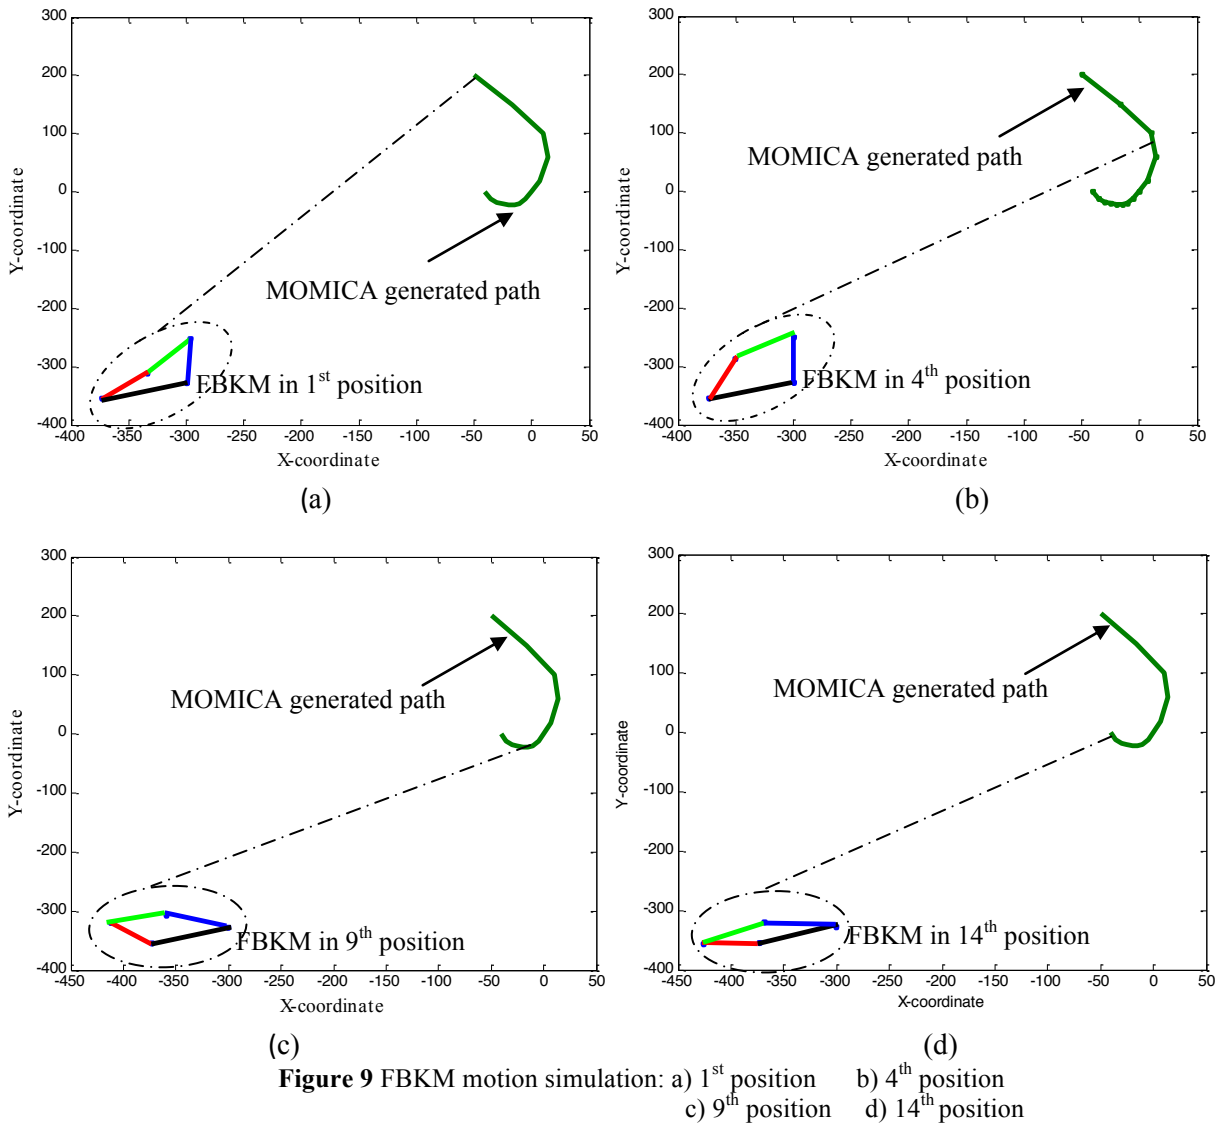 300
200
100
0
-100
-200
-300
-400
Y-coordinate
MOMICA generated path
FBKM in 1st position
-400 -350 -300 -250 -200 -150 -100 -50 0 50
X-coordinate
(a)
300
200
100
0
-100
-200
-300
-400
Y-coordinate
MOMICA generated path
FBKM in 4th position
-400 -350 -300 -250 -200 -150 -100 -50 0 50
X-coordinate
(b)
300
200
100
0
-100
-200
-300
-400
Y-coordinate
MOMICA generated path
FBKM in 9th position
-450 -400 -350 -300 -250 -200 -150 -100 -50 0 50
X-coordinate
(c)
300
200
100
0
-100
-200
-300
-400
Y-coordinate
MOMICA generated path
FBKM in 14th position
-450 -400 -350 -300 -250 -200 -150 -100 -50 0 50
X-coordinate
(d)
Figure 9 FBKM motion simulation: a) 1st position b) 4th position
c) 9th position d) 14th position